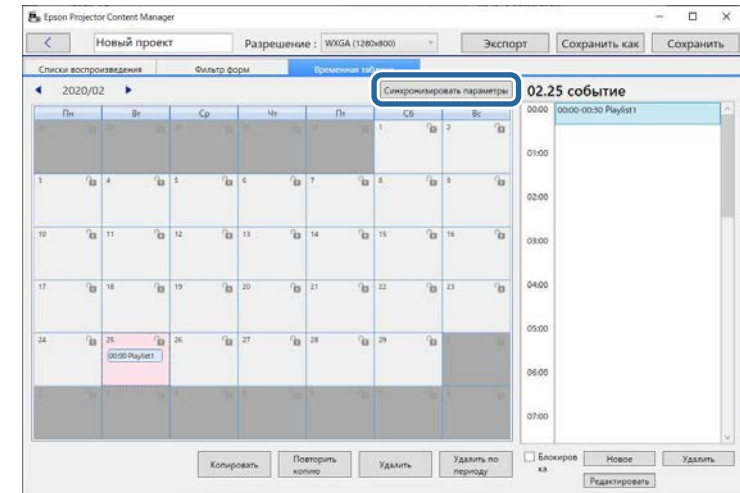 Epson Projector Content Manager
Новый проект Разрешение : WXGA (1280x800) Экспорт Сохранить как Сохранить
Списки воспроизведения Фильтр форм Временная таблица
2020/02 Синхронизировать параметры 02.25 событие
Пн Вт Ср Чт Пт Сб Вс
00:00 00:00-00:30 Playlist1
1 2
01:00
3 4 5 6 7 8 9
02:00
10 11 12 13 14 15 16
03:00
17 18 19 20 21 22 23
04:00
24 25 26 27 28 29
00:00 Playlist1
05:00
06:00
07:00
Копировать Повторить копию Удалить Удалить по периоду
Блокировка Новое Удалить
Редактировать